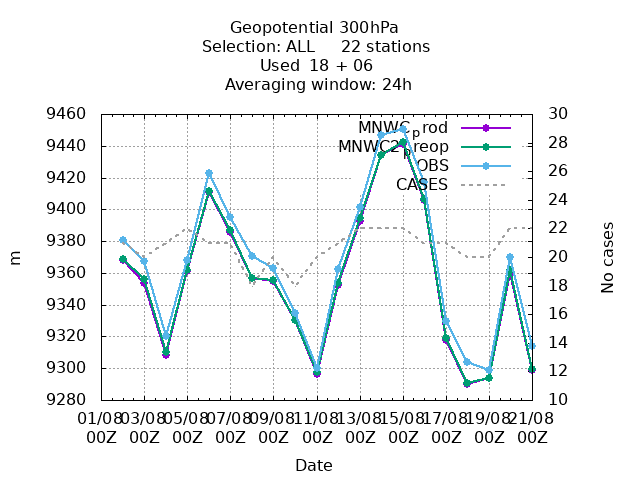 Geopotential 300hPa
Selection: ALL     22 stations
Used  18 + 06
Averaging window: 24h
9460
9440
9420
9400
9380
9360
9340
9320
9300
9280
m
30
28
26
24
22
20
18
16
14
12
10
No cases
MNWC_prod
MNWC2_preop
OBS
CASES
01/08 03/08 05/08 07/08 09/08 11/08 13/08 15/08 17/08 19/08 21/08
00Z 00Z 00Z 00Z 00Z 00Z 00Z 00Z 00Z 00Z 00Z
Date